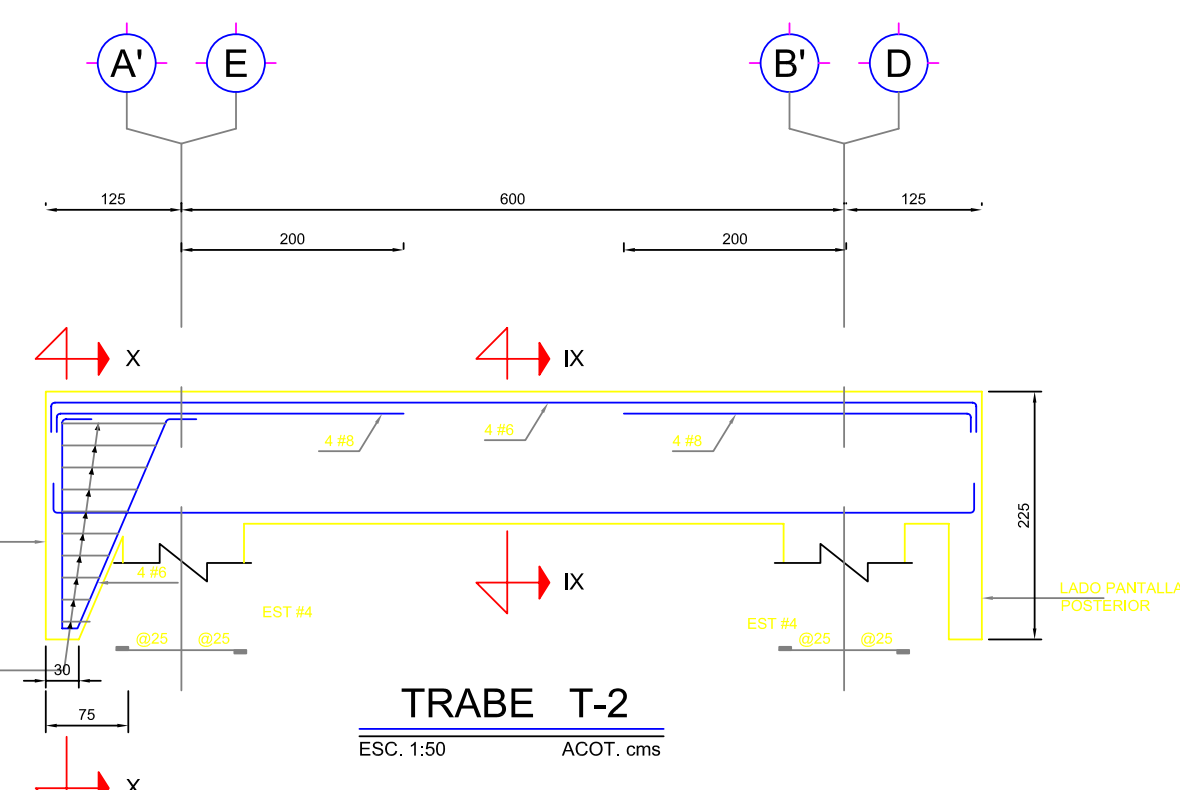 A' E B' D
125 600 125
200 200
X IX
4 #8 4 #6 4 #8
225
4 #6 IX
EST #4 EST #4
LADO PANTALLA
POSTERIOR
@25 @25 @25 @25
30
75
TRABE T-2
ESC. 1:50 ACOT. cms
X